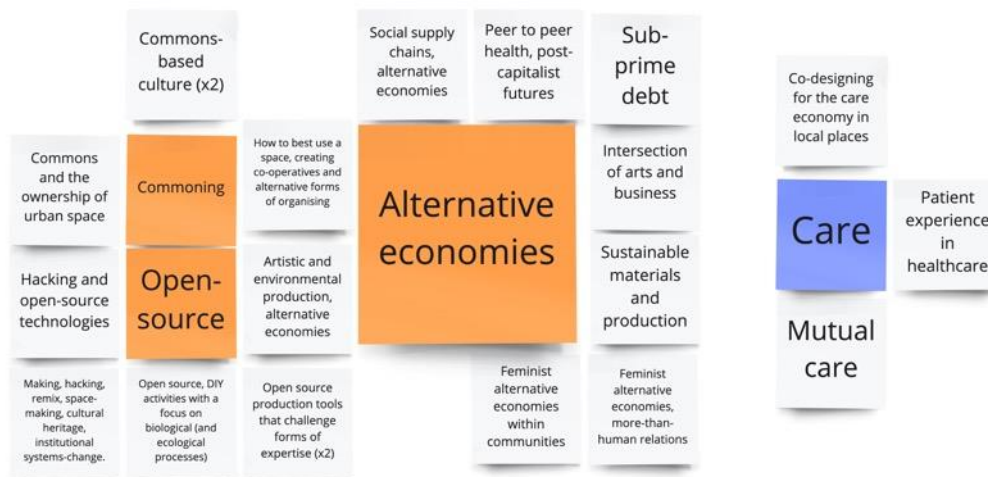 Commons-
based
culture (x2)
Social supply
chains,
alternative
economies
Peer to peer
health, post-
capitalist
futures
Sub-
prime
debt
Commons
and the
ownership of
urban space
Commoning
How to best use a
space, creating
co-operatives and
alternative forms
of organising
Alternative
economies
Intersection
of arts and
business
Hacking and
open-source
technologies
Open-
source
Artistic and
environmental
production,
alternative
economies
Sustainable
materials
and
production
Making, hacking,
remix, space-
making, cultural
heritage,
institutional
systems-change.
Open source, DIY
activities with a
focus on
biological (and
ecological
processes)
Open source
production tools
that challenge
forms of
expertise (x2)
Feminist
alternative
economies
within
communities
Feminist
alternative
economies,
more-than-
human relations
Co-designing
for the care
economy in
local places
Care
Patient
experience
in
healthcare
Mutual
care